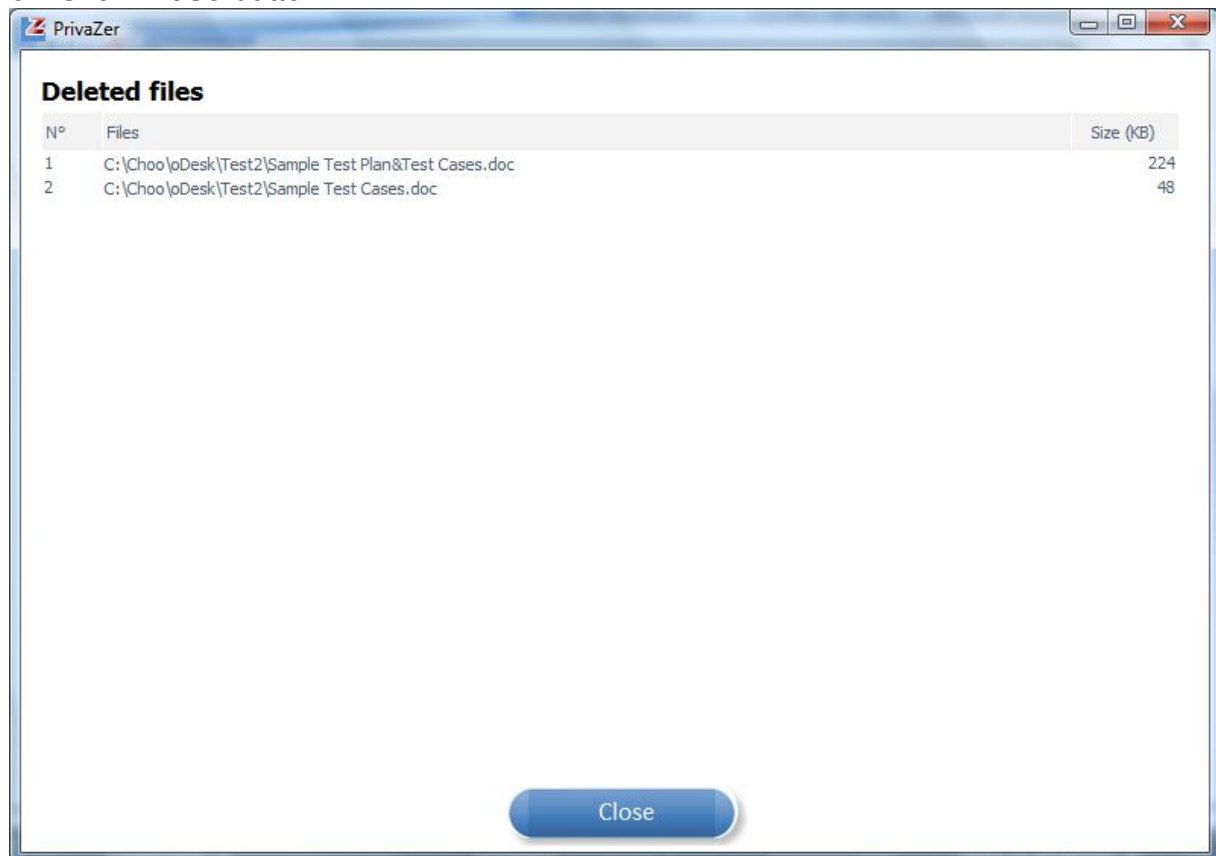 PrivaZer
Deleted files
N° Files Size (KB)
1 C:\Choo\oDesk\Test2\Sample Test Plan&Test Cases.doc 224
2 C:\Choo\oDesk\Test2\Sample Test Cases.doc 48
Close